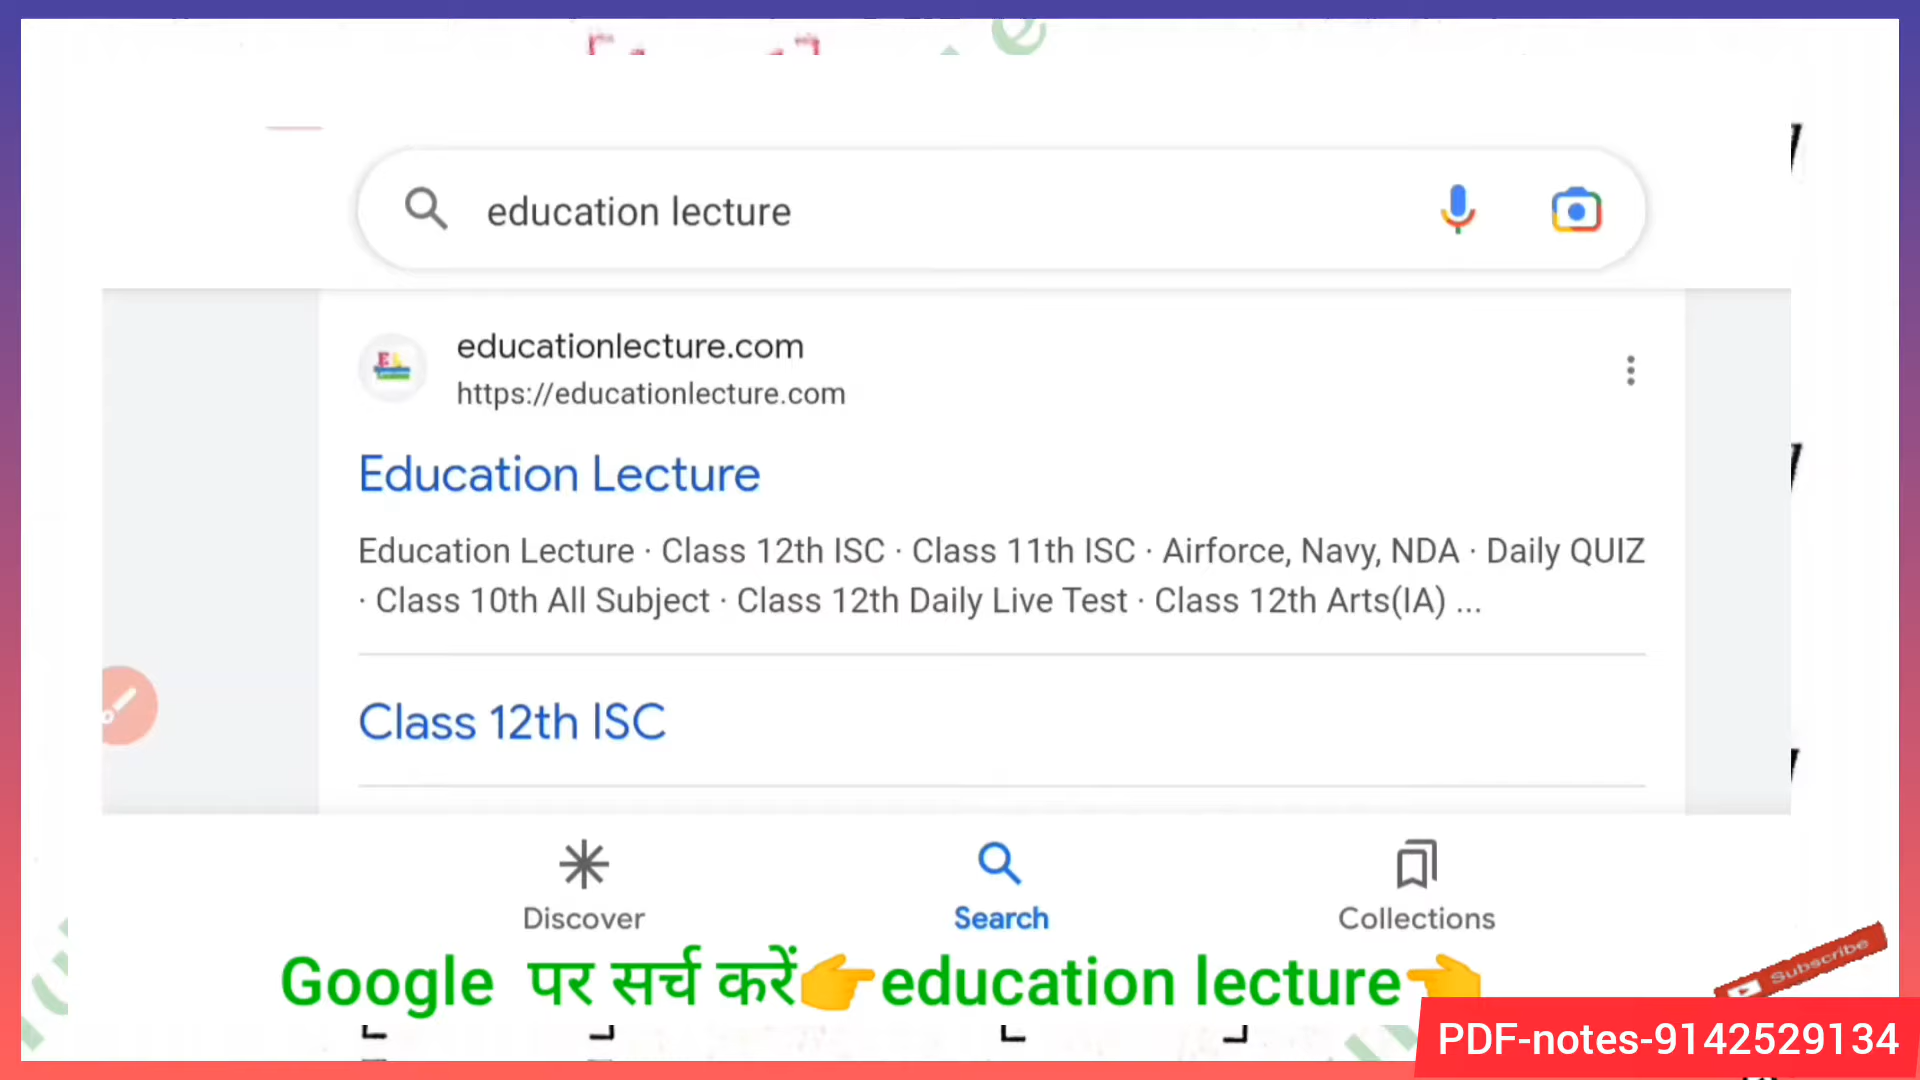 education lecture
educationlecture.com
https://educationlecture.com
Education Lecture
Education Lecture · Class 12th ISC · Class 11th ISC · Airforce, Navy, NDA · Daily QUIZ
· Class 10th All Subject · Class 12th Daily Live Test · Class 12th Arts(IA) ...
Class 12th ISC
Discover
Search
Collections
Google पर सर्च करें👉education lecture👈
Subscribe
PDF-notes-9142529134